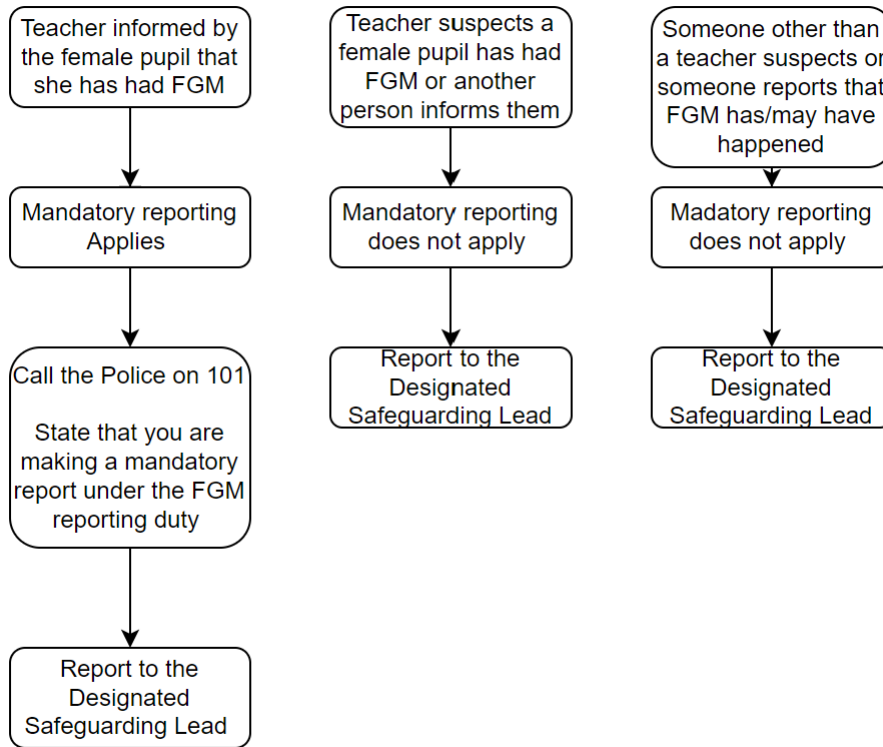 Teacher informed by
the female pupil that
she has had FGM
Mandatory reporting
Applies
Call the Police on 101
State that you are
making a mandatory
report under the FGM
reporting duty
Report to the
Designated
Safeguarding Lead
Teacher suspects a
female pupil has had
FGM or another
person informs them
Mandatory reporting
does not apply
Report to the
Designated
Safeguarding Lead
Someone other than
a teacher suspects or
someone reports that
FGM has/may have
happened
Madatory reporting
does not apply
Report to the
Designated
Safeguarding Lead